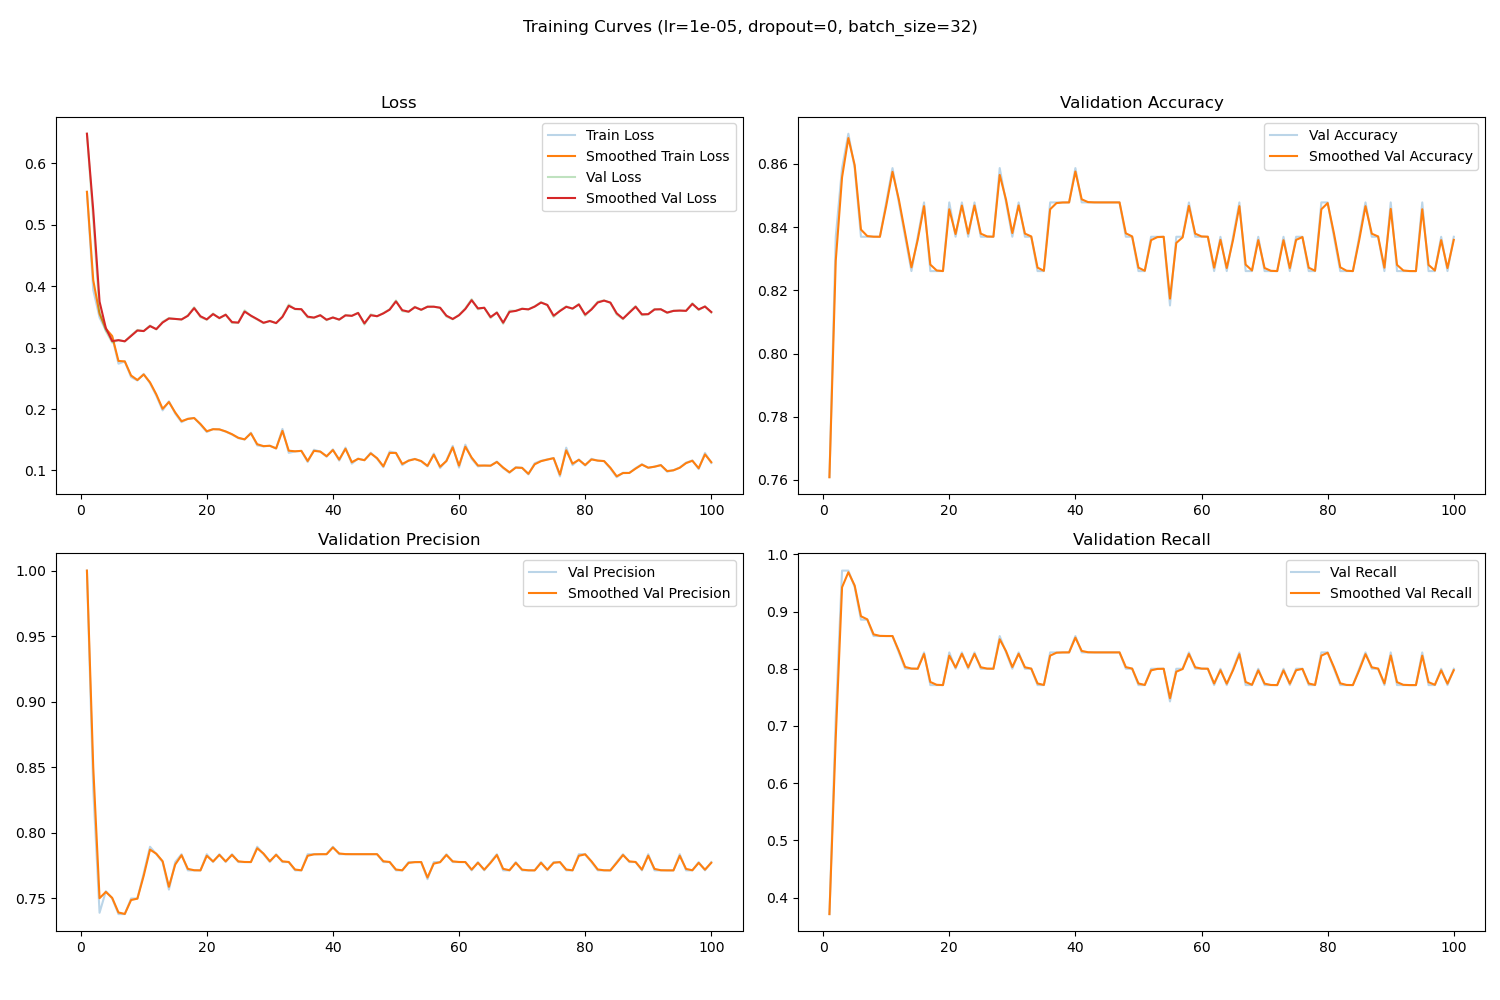 Training Curves (lr=1e-05, dropout=0, batch_size=32)
Loss
Train Loss
Smoothed Train Loss
Val Loss
Smoothed Val Loss
0.6
0.5
0.4
0.3
0.2
0.1
0 20 40 60 80 100
Validation Accuracy
Val Accuracy
Smoothed Val Accuracy
0.86
0.84
0.82
0.80
0.78
0.76
0 20 40 60 80 100
Validation Precision
Val Precision
Smoothed Val Precision
1.00
0.95
0.90
0.85
0.80
0.75
0 20 40 60 80 100
Validation Recall
Val Recall
Smoothed Val Recall
1.0
0.9
0.8
0.7
0.6
0.5
0.4
0 20 40 60 80 100